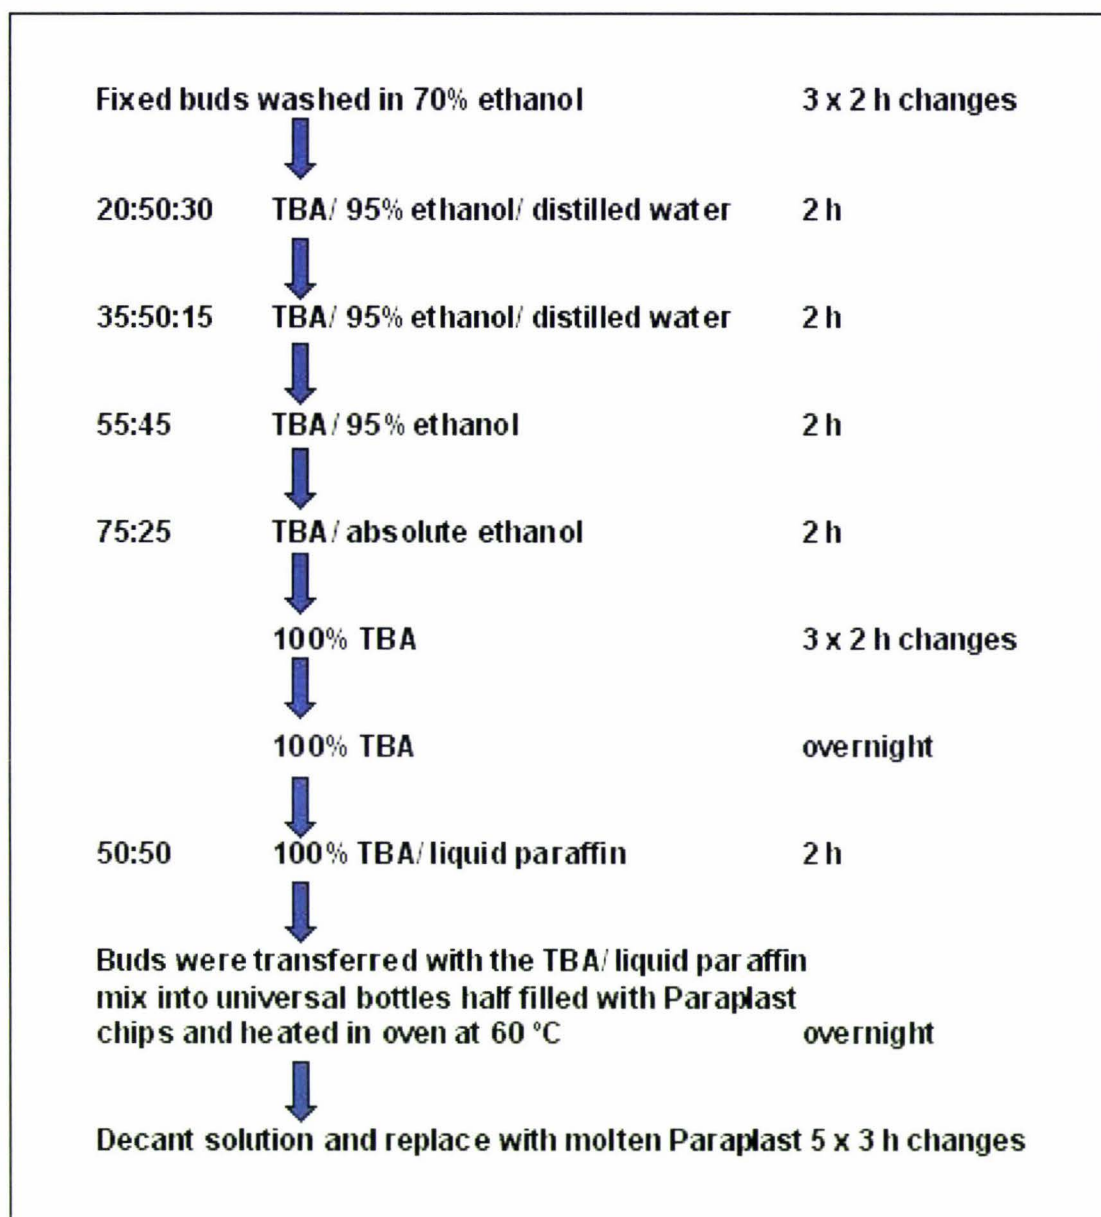 Fixed buds washed in 70% ethanol 3 x 2 h changes
20:50:30 TBA/ 95% ethanol/ distilled water 2 h
35:50:15 TBA/ 95% ethanol/ distilled water 2 h
55:45 TBA/ 95% ethanol 2 h
75:25 TBA/ absolute ethanol 2 h
100% TBA 3 x 2 h changes
100% TBA overnight
50:50 100% TBA/ liquid paraffin 2 h
Buds were transferred with the TBA/ liquid paraffin
mix into universal bottles half filled with Paraplast
chips and heated in oven at 60 °C overnight
Decant solution and replace with molten Paraplast 5 x 3 h changes